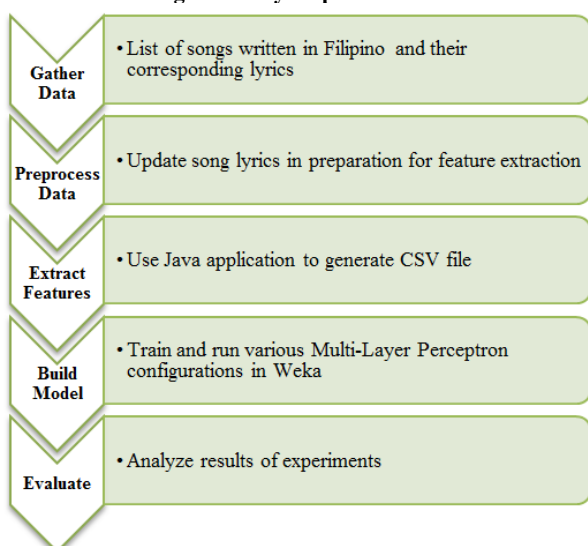 Gather
Data
• List of songs written in Filipino and their
corresponding lyrics
Preprocess
Data
• Update song lyrics in preparation for feature extraction
Extract
Features
• Use Java application to generate CSV file
Build
Model
• Train and run various Multi-Layer Perceptron
configurations in Weka
Evaluate
• Analyze results of experiments